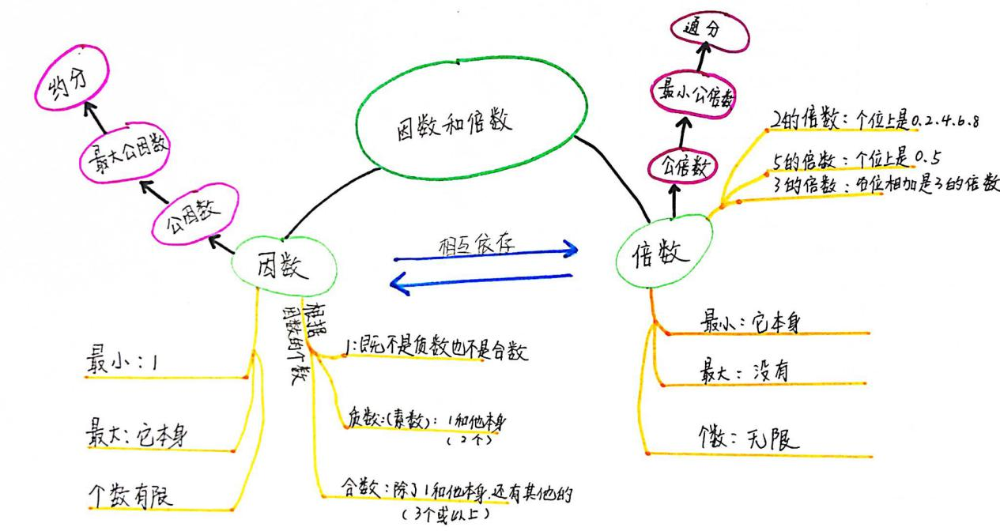 因数和倍数
约分
最大公因数
公因数
因数
最小：1
最大：它本身
个数有限
根据
因数的个数
1：既不是质数也不是合数
质数：(素数)：1和他本身
(2个)
合数：除了1和他本身.还有其他的
(3个或以上)
相互依存
通分
最小公倍数
公倍数
倍数
2的倍数：个位上是0.2.4.6.8
5的倍数：个位上是0.5
3的倍数：位相加是3的倍数
最小：它本身
最大：没有
个数：无限